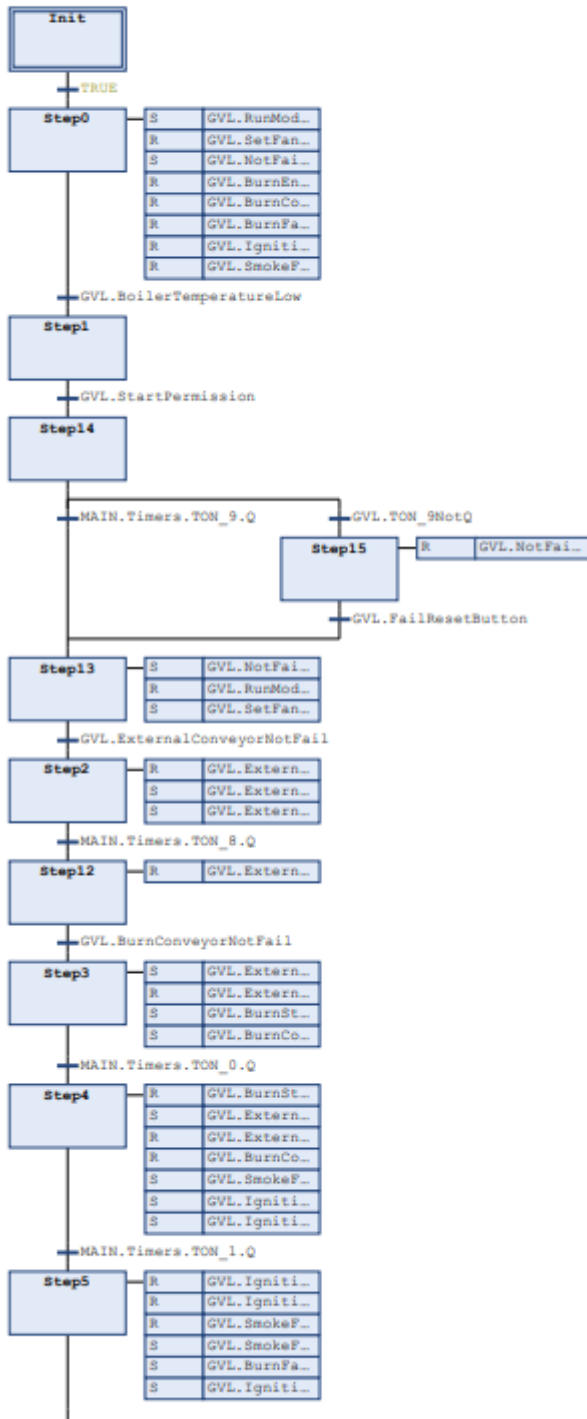 Init
TRUE
Step0
S GVL.RunMod…
R GVL.SetFan…
S GVL.NotFai…
R GVL.BurnEn…
R GVL.BurnCo…
R GVL.BurnFa…
R GVL.Igniti…
R GVL.SmokeF…
GVL.BoilerTemperatureLow
Step1
GVL.StartPermission
Step14
MAIN.Timers.TON_9.Q
GVL.TON_9NotQ
Step15
R GVL.NotFai…
GVL.FailResetButton
Step13
S GVL.NotFai…
R GVL.RunMod…
S GVL.SetFan…
GVL.ExternalConveyorNotFail
Step2
R GVL.Extern…
S GVL.Extern…
S GVL.Extern…
MAIN.Timers.TON_8.Q
Step12
R GVL.Extern…
GVL.BurnConveyorNotFail
Step3
S GVL.Extern…
R GVL.Extern…
S GVL.BurnSt…
S GVL.BurnCo…
MAIN.Timers.TON_0.Q
Step4
R GVL.BurnSt…
S GVL.Extern…
R GVL.Extern…
R GVL.BurnCo…
S GVL.SmokeF…
S GVL.Igniti…
S GVL.Igniti…
MAIN.Timers.TON_1.Q
Step5
R GVL.Igniti…
R GVL.Igniti…
R GVL.SmokeF…
S GVL.SmokeF…
S GVL.BurnFa…
S GVL.Igniti…